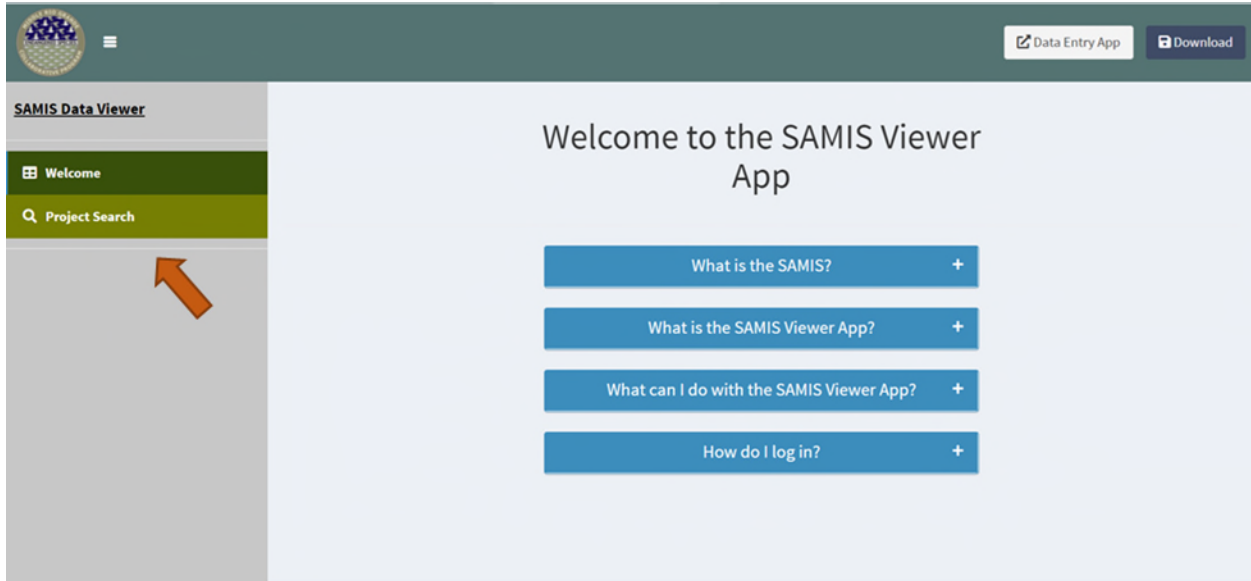 Data Entry App
Download
SAMIS Data Viewer
Welcome
Project Search
Welcome to the SAMIS Viewer
App
What is the SAMIS? +
What is the SAMIS Viewer App? +
What can I do with the SAMIS Viewer App? +
How do I log in? +